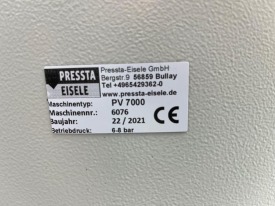 PRESSTA
EISELE
Pressta-Eisele GmbH
Bergstr.9 56859 Bullay
Tel +4965429362-0
www.pressta-eisele.de
Maschinentyp: PV 7000
Maschinennr.: 6076
Baujahr: 22 / 2021
Betriebdruck: 6-8 bar
CE